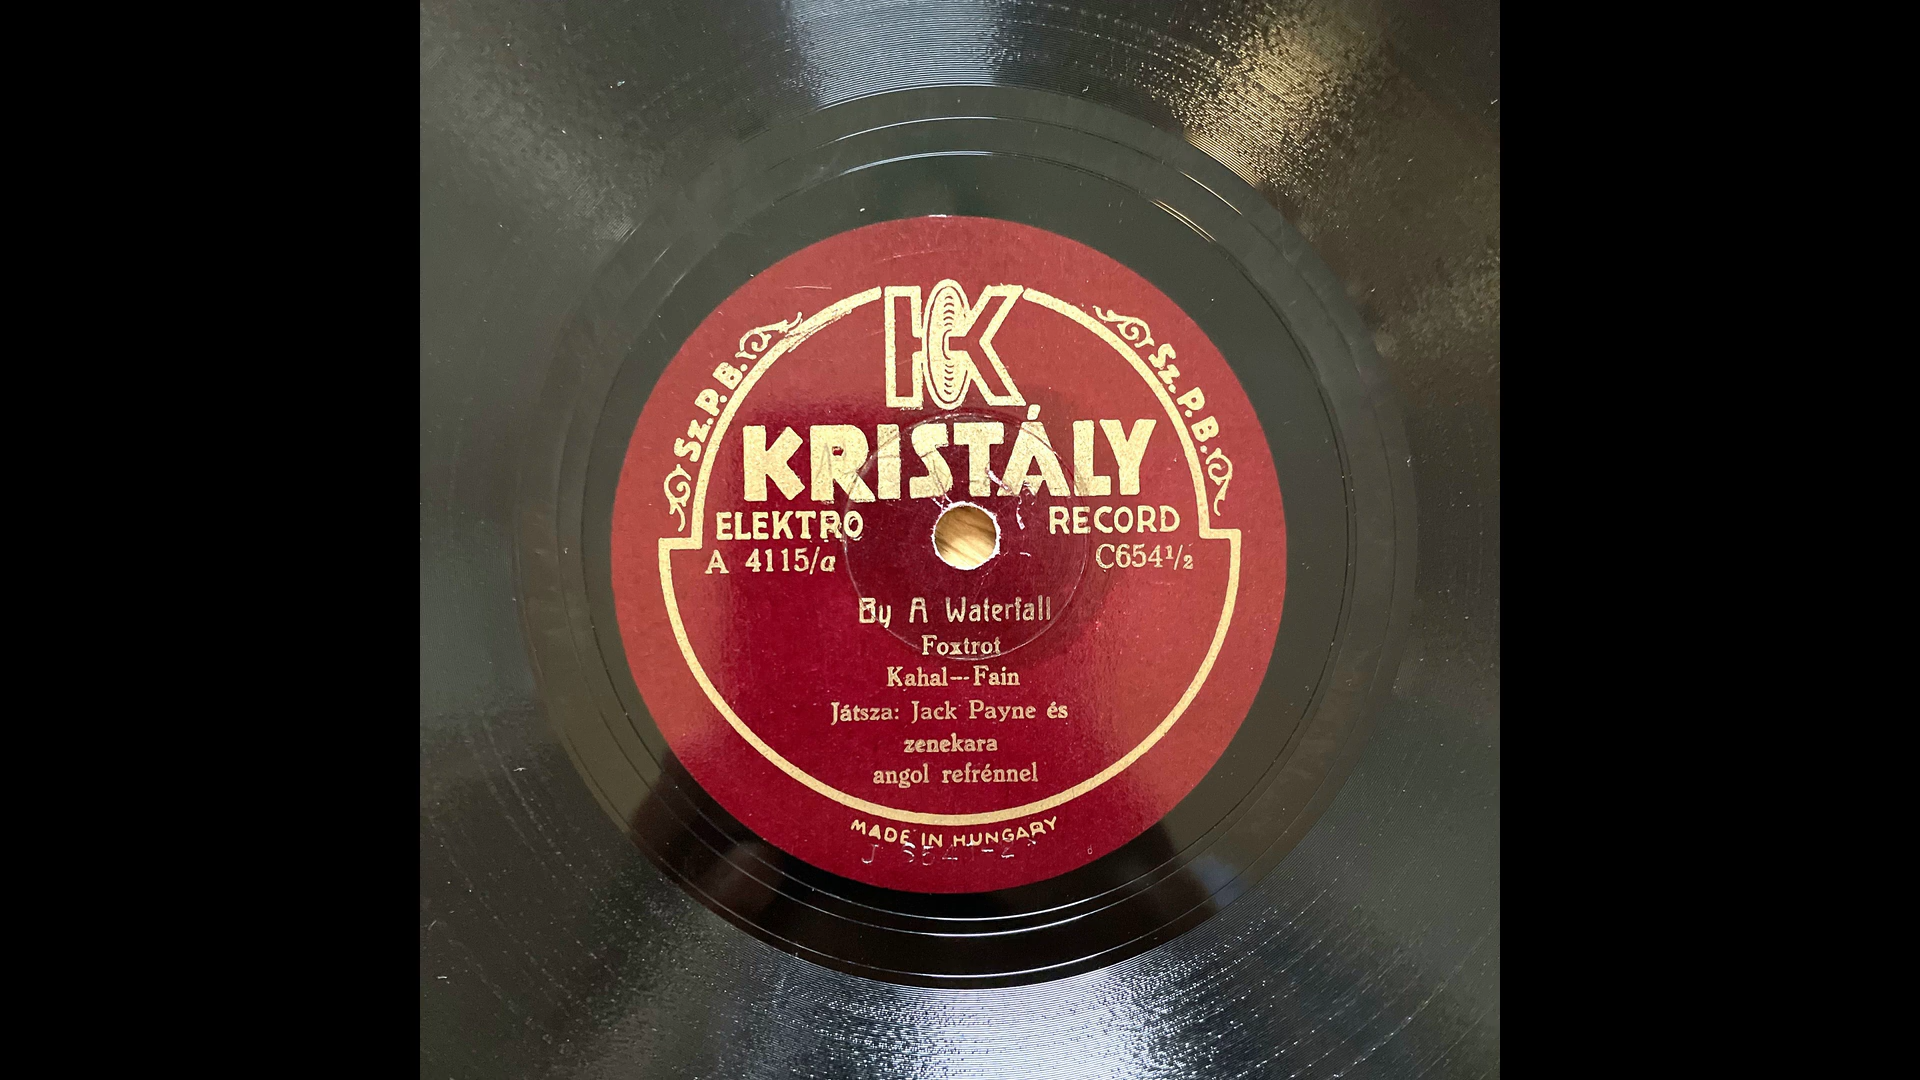 K
Sz.P.B.
Sz.P.B.
KRISTÁLY
ELEKTRO RECORD
A 4115/a C654½
By A Waterfall
Foxtrot
Kahal--Fain
Játsza: Jack Payne és
zenekara
angol refrénnel
MADE IN HUNGARY